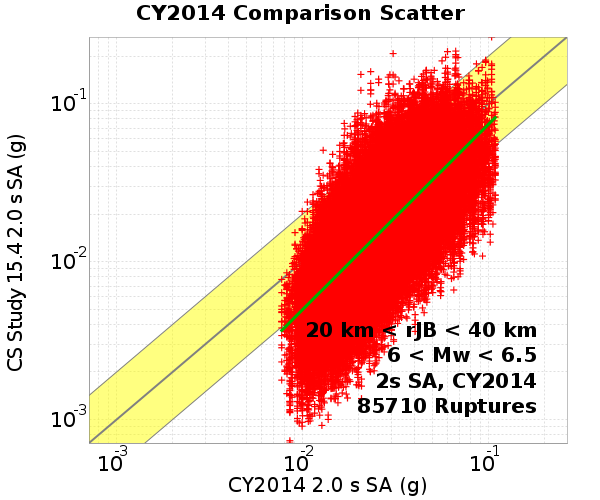 CY2014 Comparison Scatter
CS Study 15.4 2.0 s SA (g)
10^-1
10^-2
10^-3
20 km < rJB < 40 km
6 < Mw < 6.5
2s SA, CY2014
85710 Ruptures
10^-3 10^-2 10^-1
CY2014 2.0 s SA (g)